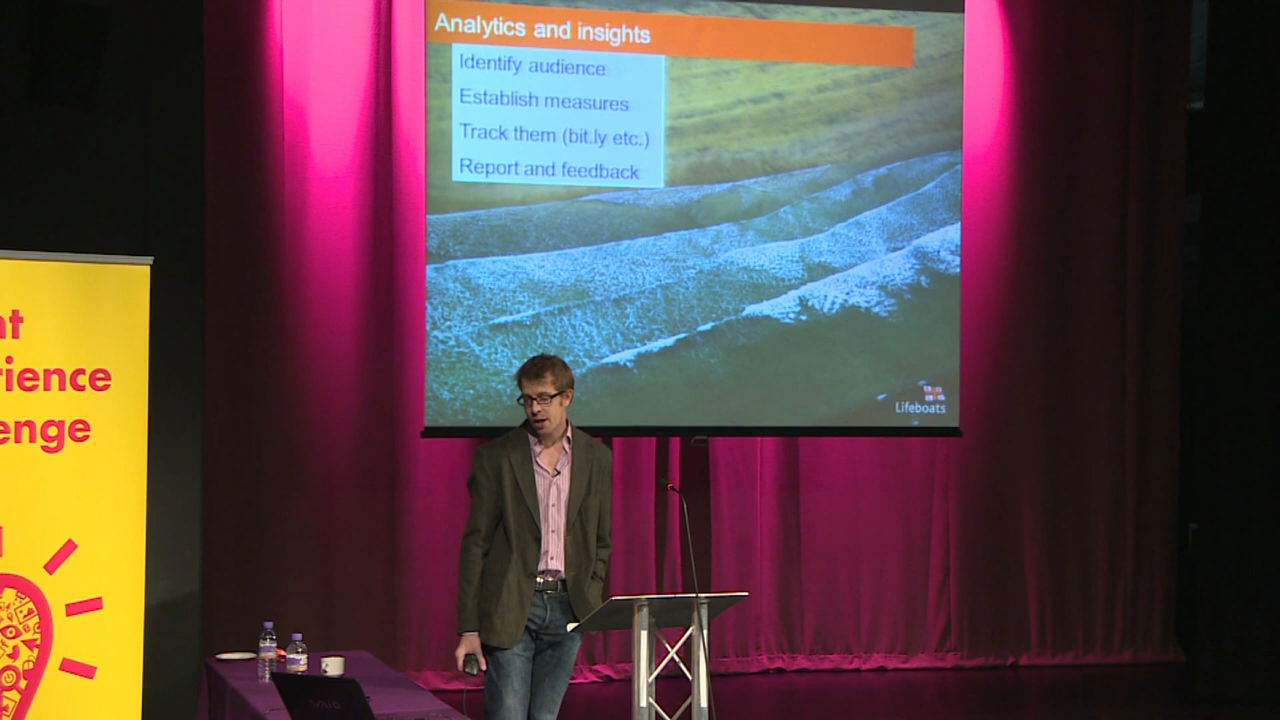 Analytics and insights
Identify audience
Establish measures
Track them (bit.ly etc.)
Report and feedback
Lifeboats
nt
rience
enge
VAIO